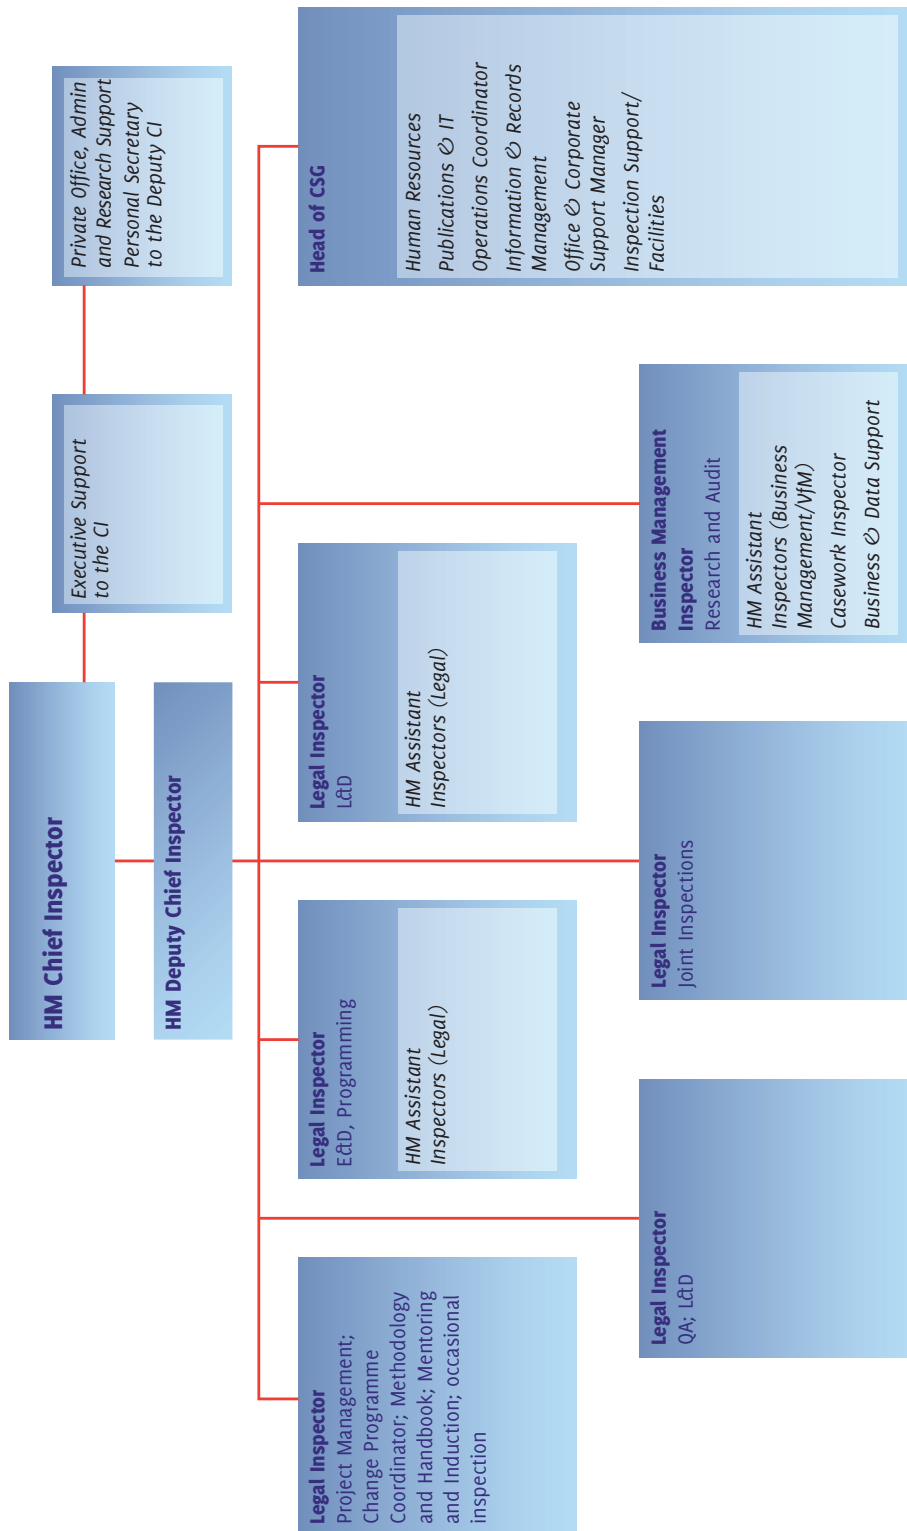 HM Chief Inspector
Executive Support
to the CI
Private Office, Admin
and Research Support
Personal Secretary
to the Deputy CI
HM Deputy Chief Inspector
Legal Inspector
Project Management;
Change Programme
Coordinator; Methodology
and Handbook; Mentoring
and Induction; occasional
inspection
Legal Inspector
E&D, Programming
HM Assistant
Inspectors (Legal)
Legal Inspector
L&D
HM Assistant
Inspectors (Legal)
Head of CSG
Human Resources
Publications & IT
Operations Coordinator
Information & Records
Management
Office & Corporate
Support Manager
Inspection Support/
Facilities
Legal Inspector
QA; L&D
Legal Inspector
Joint Inspections
Business Management
Inspector
Research and Audit
HM Assistant
Inspectors (Business
Management/VfM)
Casework Inspector
Business & Data Support